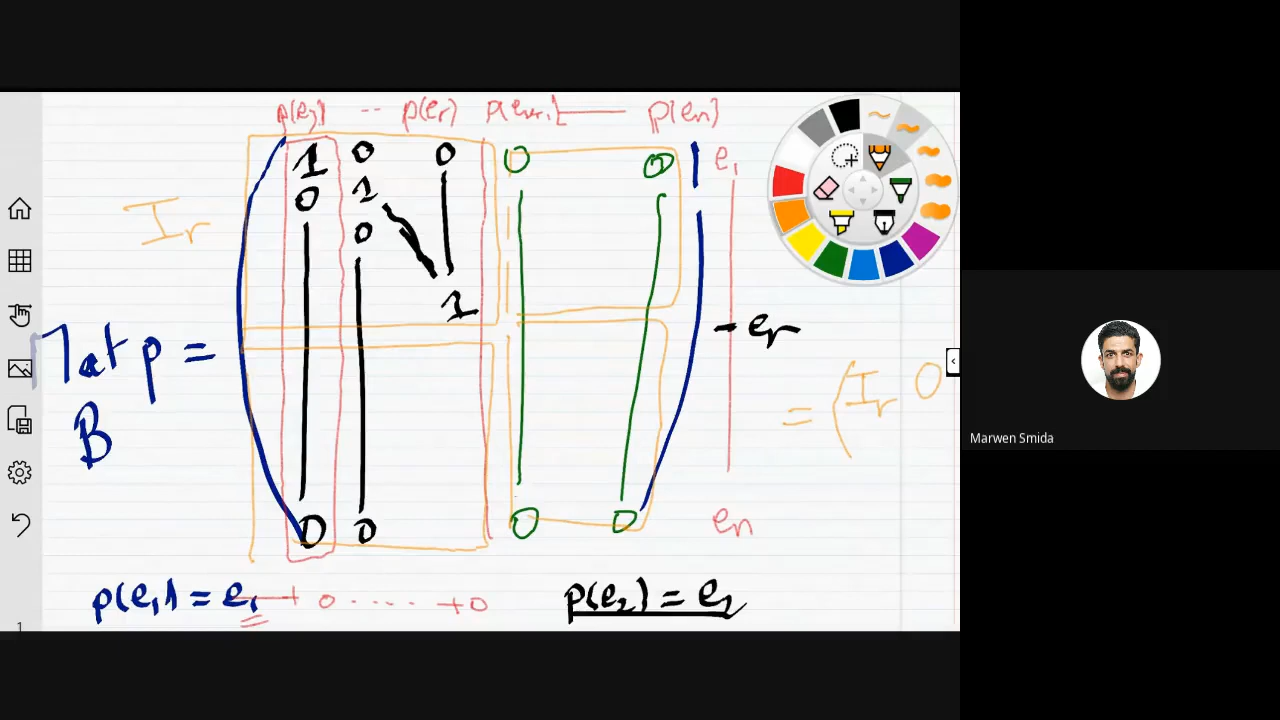 p(e1) -- p(er) p(er+1) — p(en)
1 0 0 0 0 e1
0 1
Ir
0
1
- er
Mat p =
= (Ir 0
B
0 0 0 0 en
p(e1) = e1 + 0 ..... +0 p(e2) = e2
1
Marwen Smida